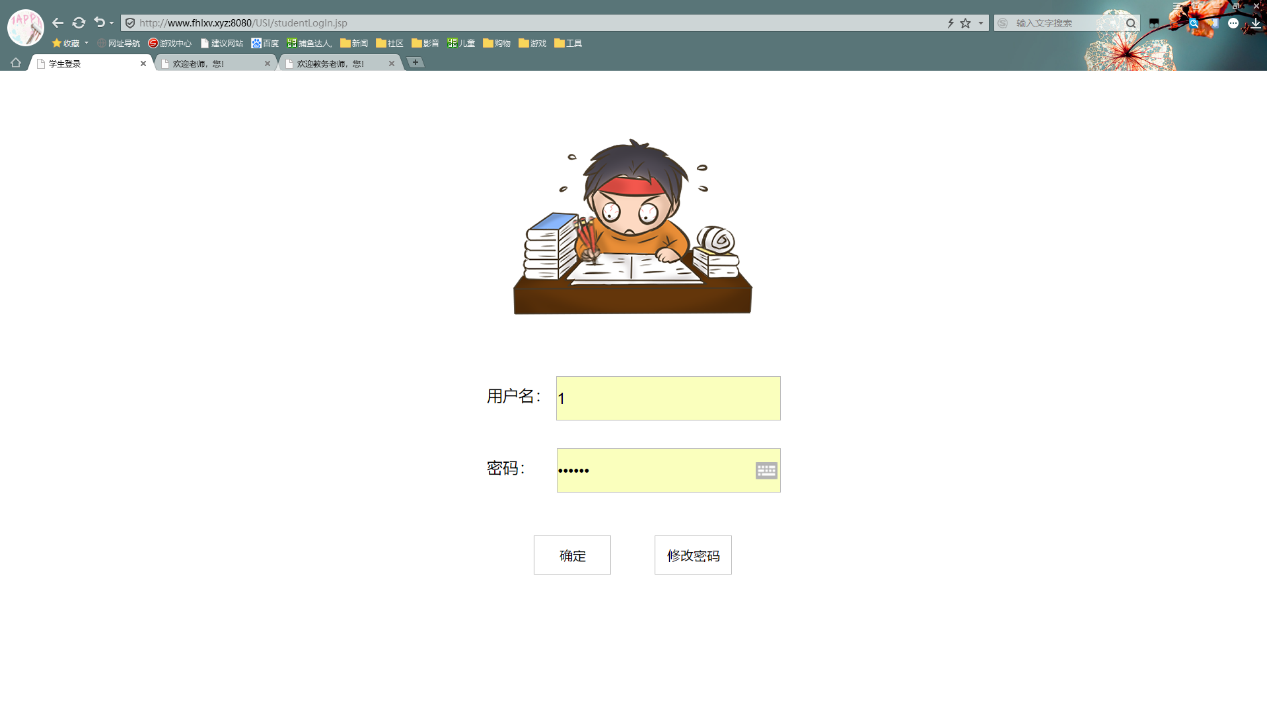 http://www.fhlxv.xyz:8080/USI/studentLogIn.jsp
输入文字搜索
收藏 网址导航 游戏中心 建议网站 百度 捕鱼达人 新闻 社区 影音 儿童 购物 游戏 工具
学生登录 欢迎老师，您! 欢迎教务老师，您!
用户名： 1
密码： ••••••
确定 修改密码